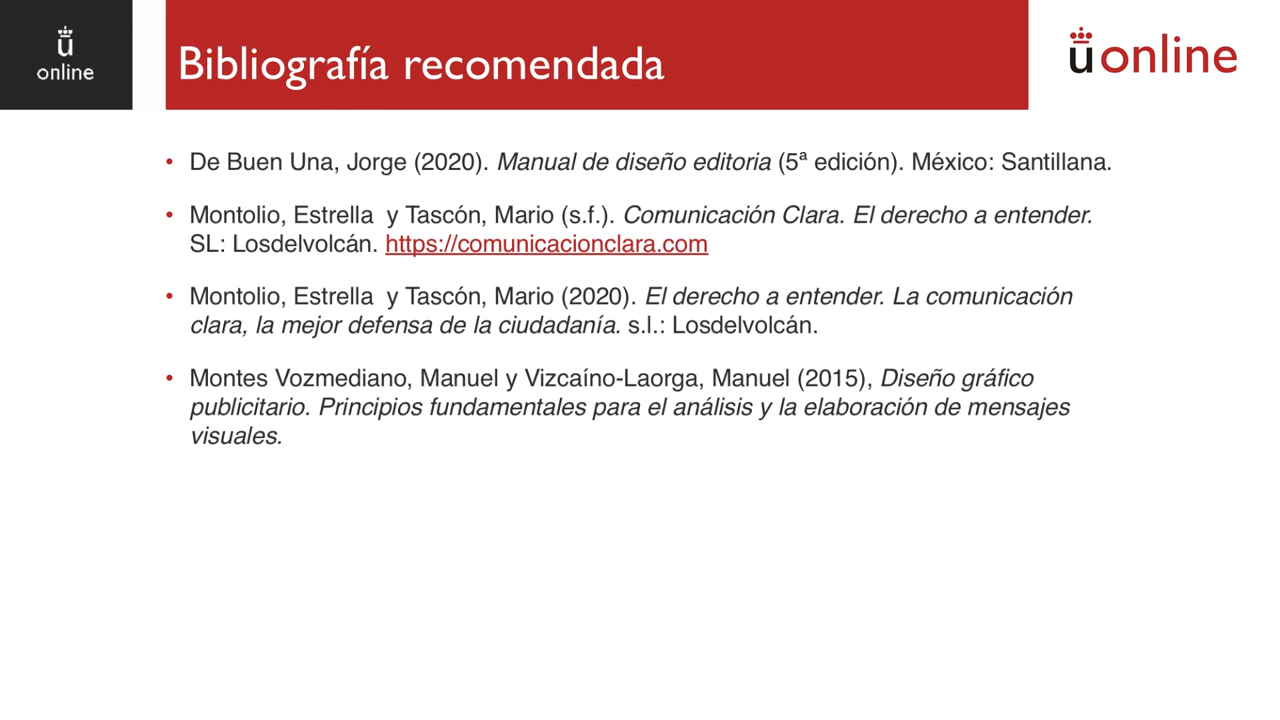 ü
online
Bibliografía recomendada
ü online
• De Buen Una, Jorge (2020). Manual de diseño editoria (5ª edición). México: Santillana.
• Montolio, Estrella  y Tascón, Mario (s.f.). Comunicación Clara. El derecho a entender.
SL: Losdelvolcán. https://comunicacionclara.com
• Montolio, Estrella  y Tascón, Mario (2020). El derecho a entender. La comunicación
clara, la mejor defensa de la ciudadanía. s.l.: Losdelvolcán.
• Montes Vozmediano, Manuel y Vizcaíno-Laorga, Manuel (2015), Diseño gráfico
publicitario. Principios fundamentales para el análisis y la elaboración de mensajes
visuales.